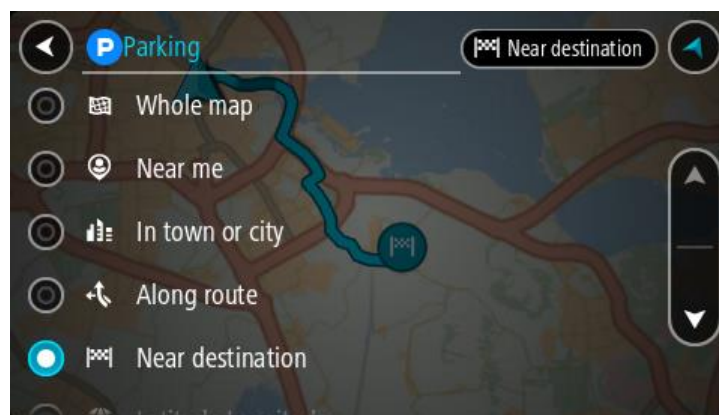 P Parking
Near destination
Whole map
Near me
In town or city
Along route
Near destination